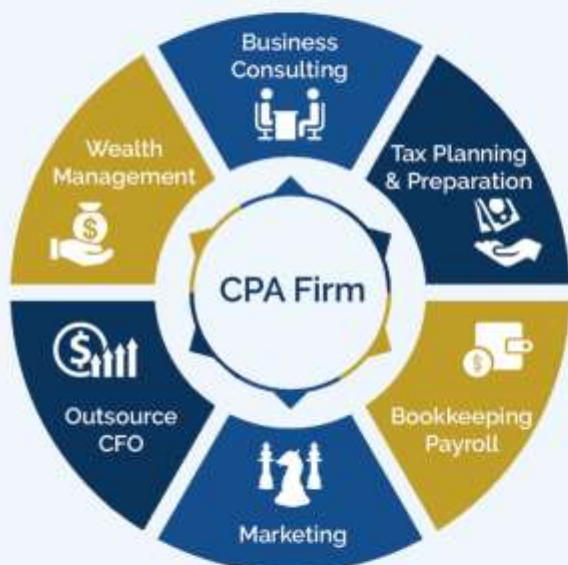 Business
Consulting
Tax Planning
& Preparation
Bookkeeping
Payroll
Marketing
Outsource
CFO
Wealth
Management
CPA Firm